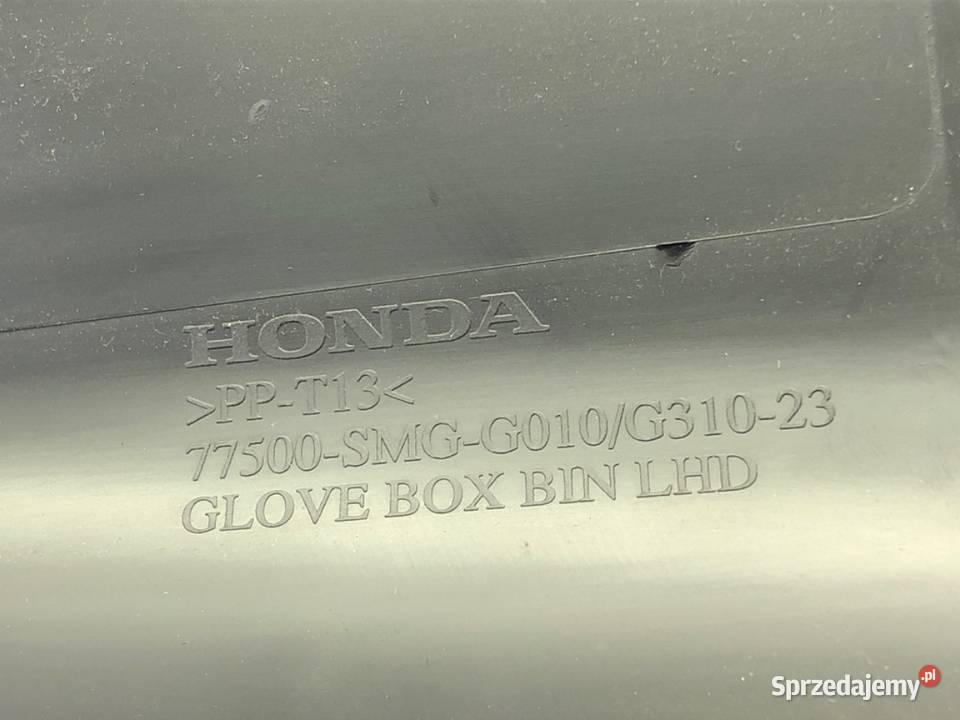 HONDA
>PP-T13<
77500-SMG-G010/G310-23
GLOVE BOX BIN LHD
Sprzedajemy.pl